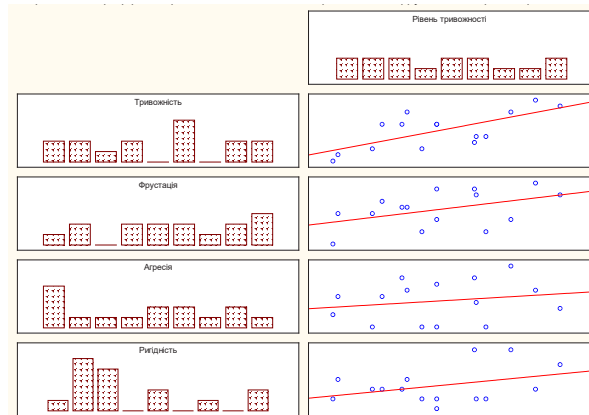 Рівень тривожності
Тривожність
Фрустація
Агресія
Ригідність